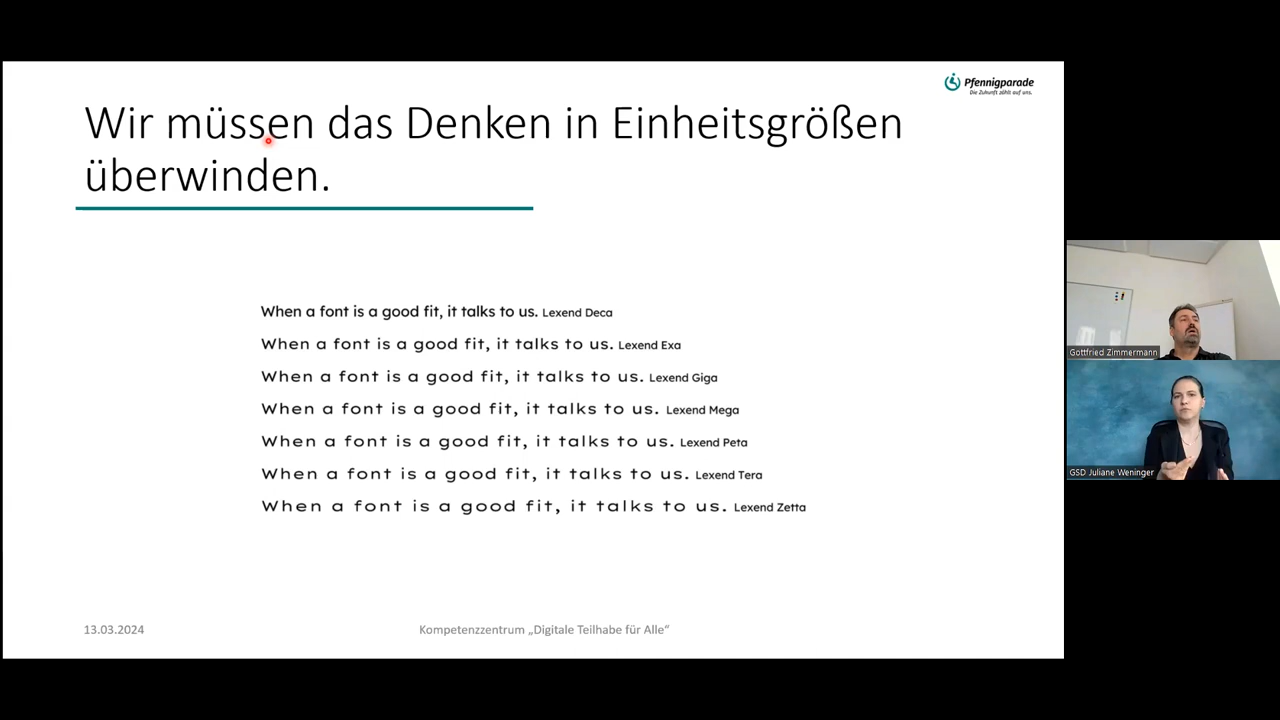 Pfennigparade
Die Zukunft zählt auf uns.
Wir müssen das Denken in Einheitsgrößen
überwinden.
When a font is a good fit, it talks to us. Lexend Deca
When a font is a good fit, it talks to us. Lexend Exa
When a font is a good fit, it talks to us. Lexend Giga
When a font is a good fit, it talks to us. Lexend Mega
When a font is a good fit, it talks to us. Lexend Peta
When a font is a good fit, it talks to us. Lexend Tera
When a font is a good fit, it talks to us. Lexend Zetta
13.03.2024
Kompetenzzentrum „Digitale Teilhabe für Alle“
Gottfried Zimmermann
GSD Juliane Weninger